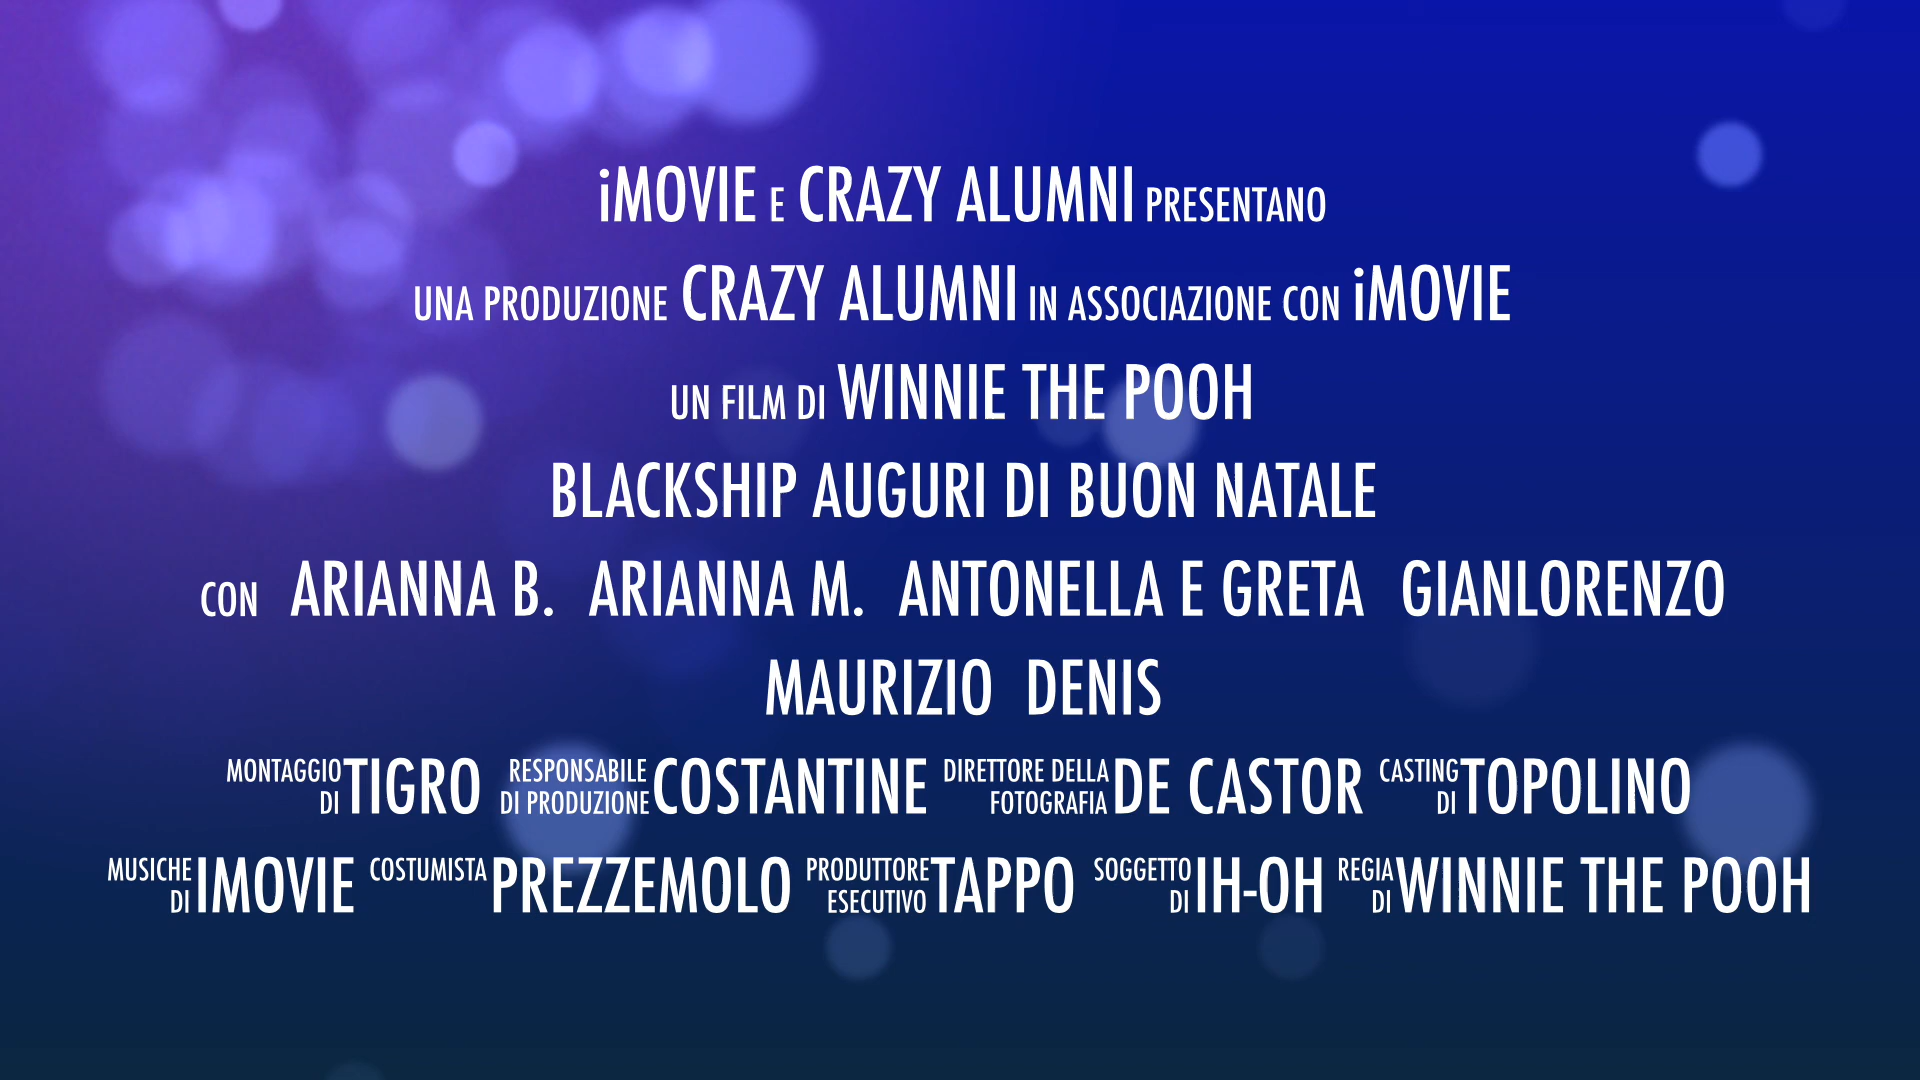 iMOVIE E CRAZY ALUMNI PRESENTANO
UNA PRODUZIONE CRAZY ALUMNI IN ASSOCIAZIONE CON iMOVIE
UN FILM DI WINNIE THE POOH
BLACKSHIP AUGURI DI BUON NATALE
CON ARIANNA B. ARIANNA M. ANTONELLA E GRETA GIANLORENZO
MAURIZIO DENIS
MONTAGGIO DI TIGRO RESPONSABILE DI PRODUZIONE COSTANTINE DIRETTORE DELLA FOTOGRAFIA DE CASTOR CASTING DI TOPOLINO
MUSICHE DI IMOVIE COSTUMISTA PREZZEMOLO PRODUTTORE ESECUTIVO TAPPO SOGGETTO DI IH-OH REGIA DI WINNIE THE POOH